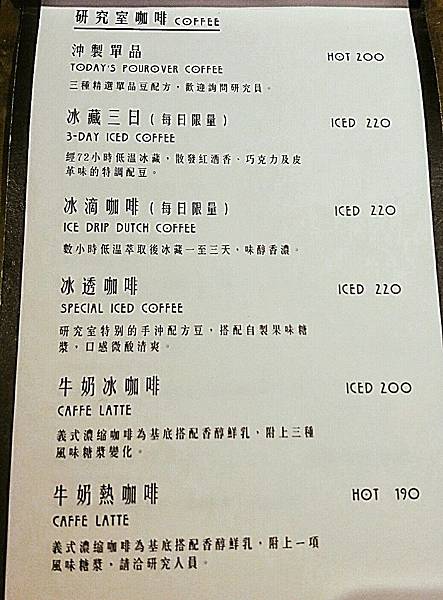 研究室咖啡 COFFEE
沖製單品 HOT 200
TODAY'S POUROVER COFFEE
三種精選單品豆配方，歡迎詢問研究員。
冰藏三日（每日限量） ICED 220
3-DAY ICED COFFEE
經72小時低溫冰藏，散發紅酒香、巧克力及皮
革味的特調配豆。
冰滴咖啡（每日限量） ICED 220
ICE DRIP DUTCH COFFEE
數小時低溫萃取後冰藏一至三天，味醇香濃。
冰透咖啡 ICED 220
SPECIAL ICED COFFEE
研究室特別的手沖配方豆，搭配自製果味糖
漿，口感微酸清爽。
牛奶冰咖啡 ICED 200
CAFFE LATTE
義式濃縮咖啡為基底搭配香醇鮮乳，附上三種
風味糖漿變化。
牛奶熱咖啡 HOT 190
CAFFE LATTE
義式濃縮咖啡為基底搭配香醇鮮乳，附上一項
風味糖漿，請洽研究人員。